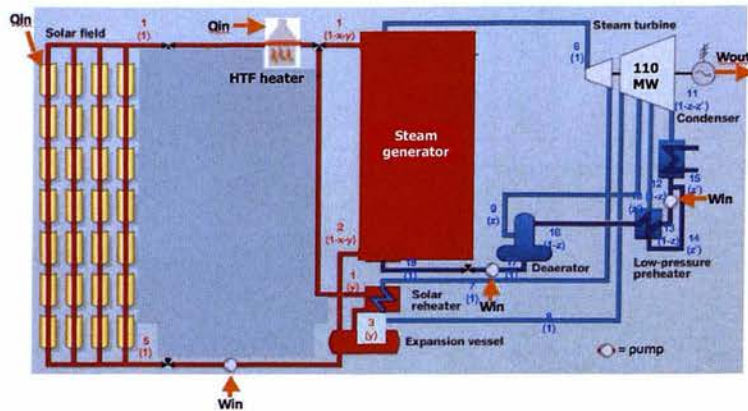 Qin
Solar field
1
(1)
Qin
HTF heater
1
(1-x-y)
Steam turbine
6
(1)
110
MW
Wout
11
(1-z-z')
Condenser
Steam
generator
15
(z')
12
Win
9
(z)
13
(1-z)
14
(z')
16
(1-z)
2
(1-x-y)
Deaerator
Low-pressure
preheater
(1)
(1)
1
(y)
7
(1)
Win
Solar
reheater
3
(y)
8
(1)
5
(1)
Expansion vessel
= pump
Win